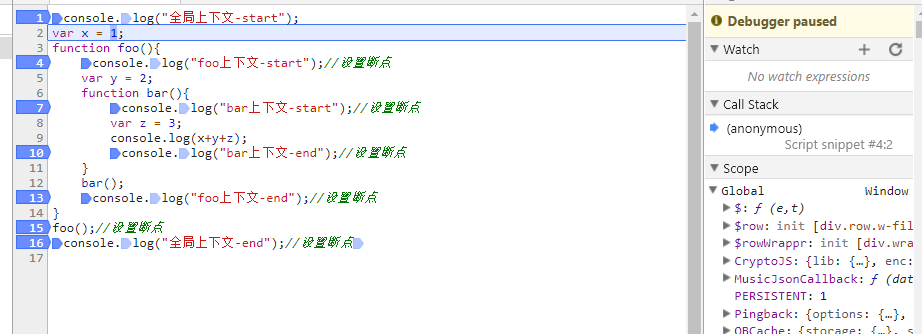 1 console.log("全局上下文-start");
2 var x = 1;
3 function foo(){
4 console.log("foo上下文-start");//设置断点
5 var y = 2;
6 function bar(){
7 console.log("bar上下文-start");//设置断点
8 var z = 3;
9 console.log(x+y+z);
10 console.log("bar上下文-end");//设置断点
11 }
12 bar();
13 console.log("foo上下文-end");//设置断点
14 }
15 foo();//设置断点
16 console.log("全局上下文-end");//设置断点
17
Debugger paused
Watch
No watch expressions
Call Stack
(anonymous)
Script snippet #4:2
Scope
Global Window
$: ƒ (e,t)
$row: init [div.row.w-fil
$rowWrappr: init [div.wra
CryptoJS: {lib: {…}, enc:
MusicJsonCallback: ƒ (dat
PERSISTENT: 1
Pingback: {options: {…},
QBCache: {storage: {…}, s